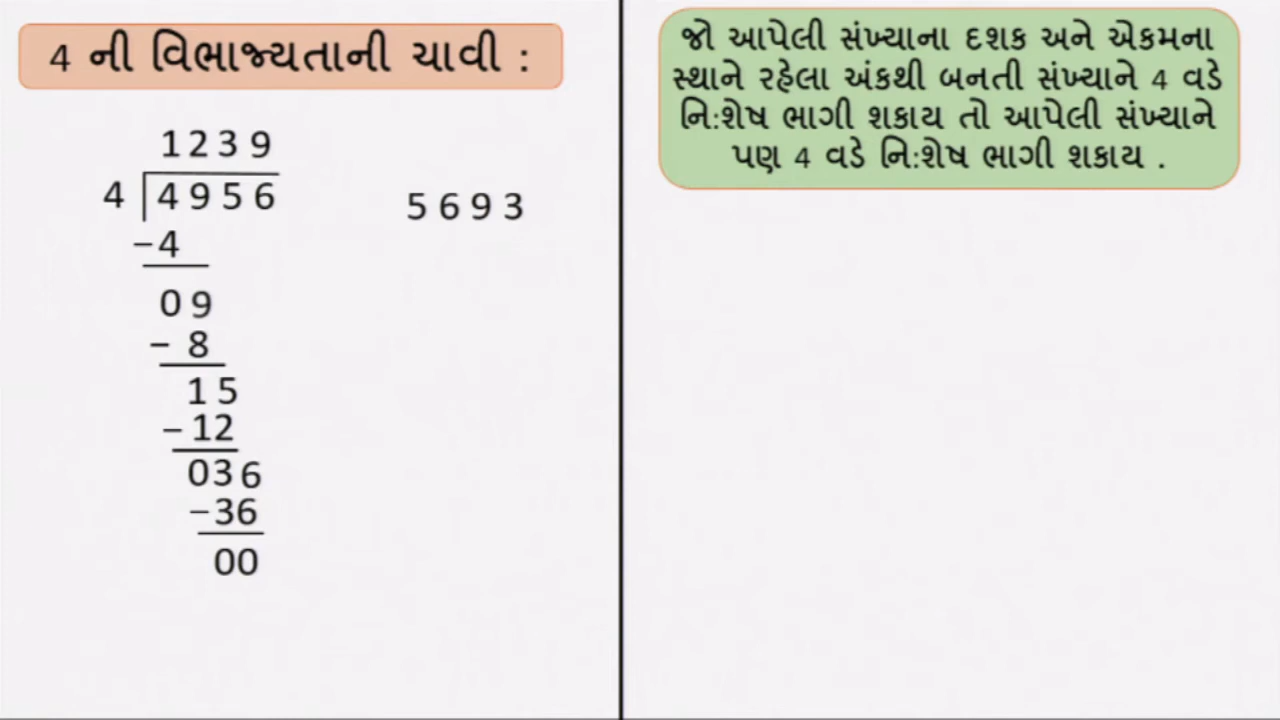 4 ની વિભાજ્યતાની ચાવી :
1239
4 4956
5693
−4
09
− 8
15
−12
036
−36
00
જો આપેલી સંખ્યાના દશક અને એકમના
સ્થાને રહેલા અંકથી બનતી સંખ્યાને 4 વડે
નિ:શેષ ભાગી શકાય તો આપેલી સંખ્યાને
પણ 4 વડે નિ:શેષ ભાગી શકાય .